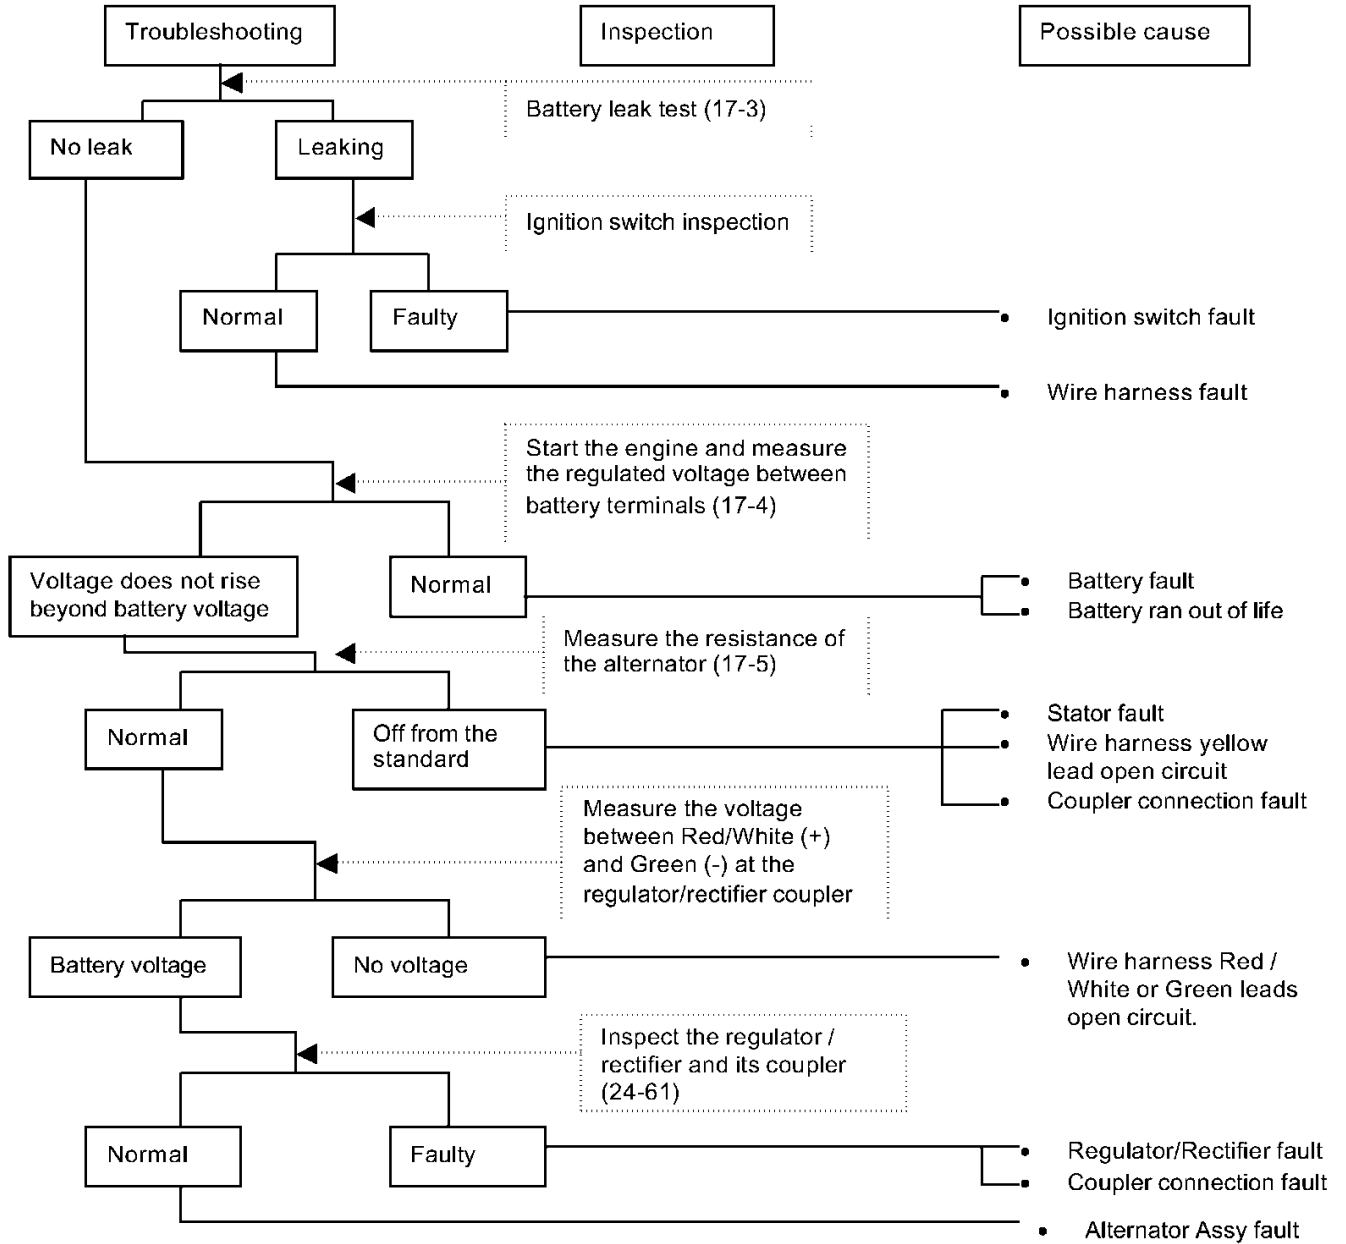 Troubleshooting
Inspection
Possible cause
Battery leak test (17-3)
No leak
Leaking
Ignition switch inspection
Normal
Faulty
• Ignition switch fault
• Wire harness fault
Start the engine and measure
the regulated voltage between
battery terminals (17-4)
Voltage does not rise
beyond battery voltage
Normal
• Battery fault
• Battery ran out of life
Measure the resistance of
the alternator (17-5)
Normal
Off from the
standard
• Stator fault
• Wire harness yellow
lead open circuit
• Coupler connection fault
Measure the voltage
between Red/White (+)
and Green (-) at the
regulator/rectifier coupler
Battery voltage
No voltage
• Wire harness Red /
White or Green leads
open circuit.
Inspect the regulator /
rectifier and its coupler
(24-61)
Normal
Faulty
• Regulator/Rectifier fault
• Coupler connection fault
• Alternator Assy fault